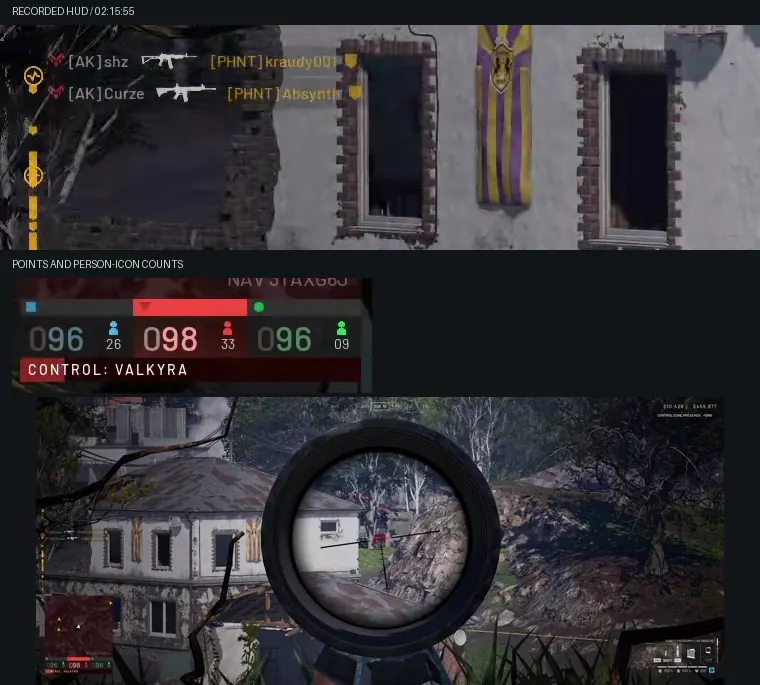 RECORDED HUD / 02:15:55
[AK]shz [PHNT]kraudy001
[AK]Curze [PHNT]Absynth
POINTS AND PERSON-ICON COUNTS
096 26 098 33 096 09
CONTROL: VALKYRA